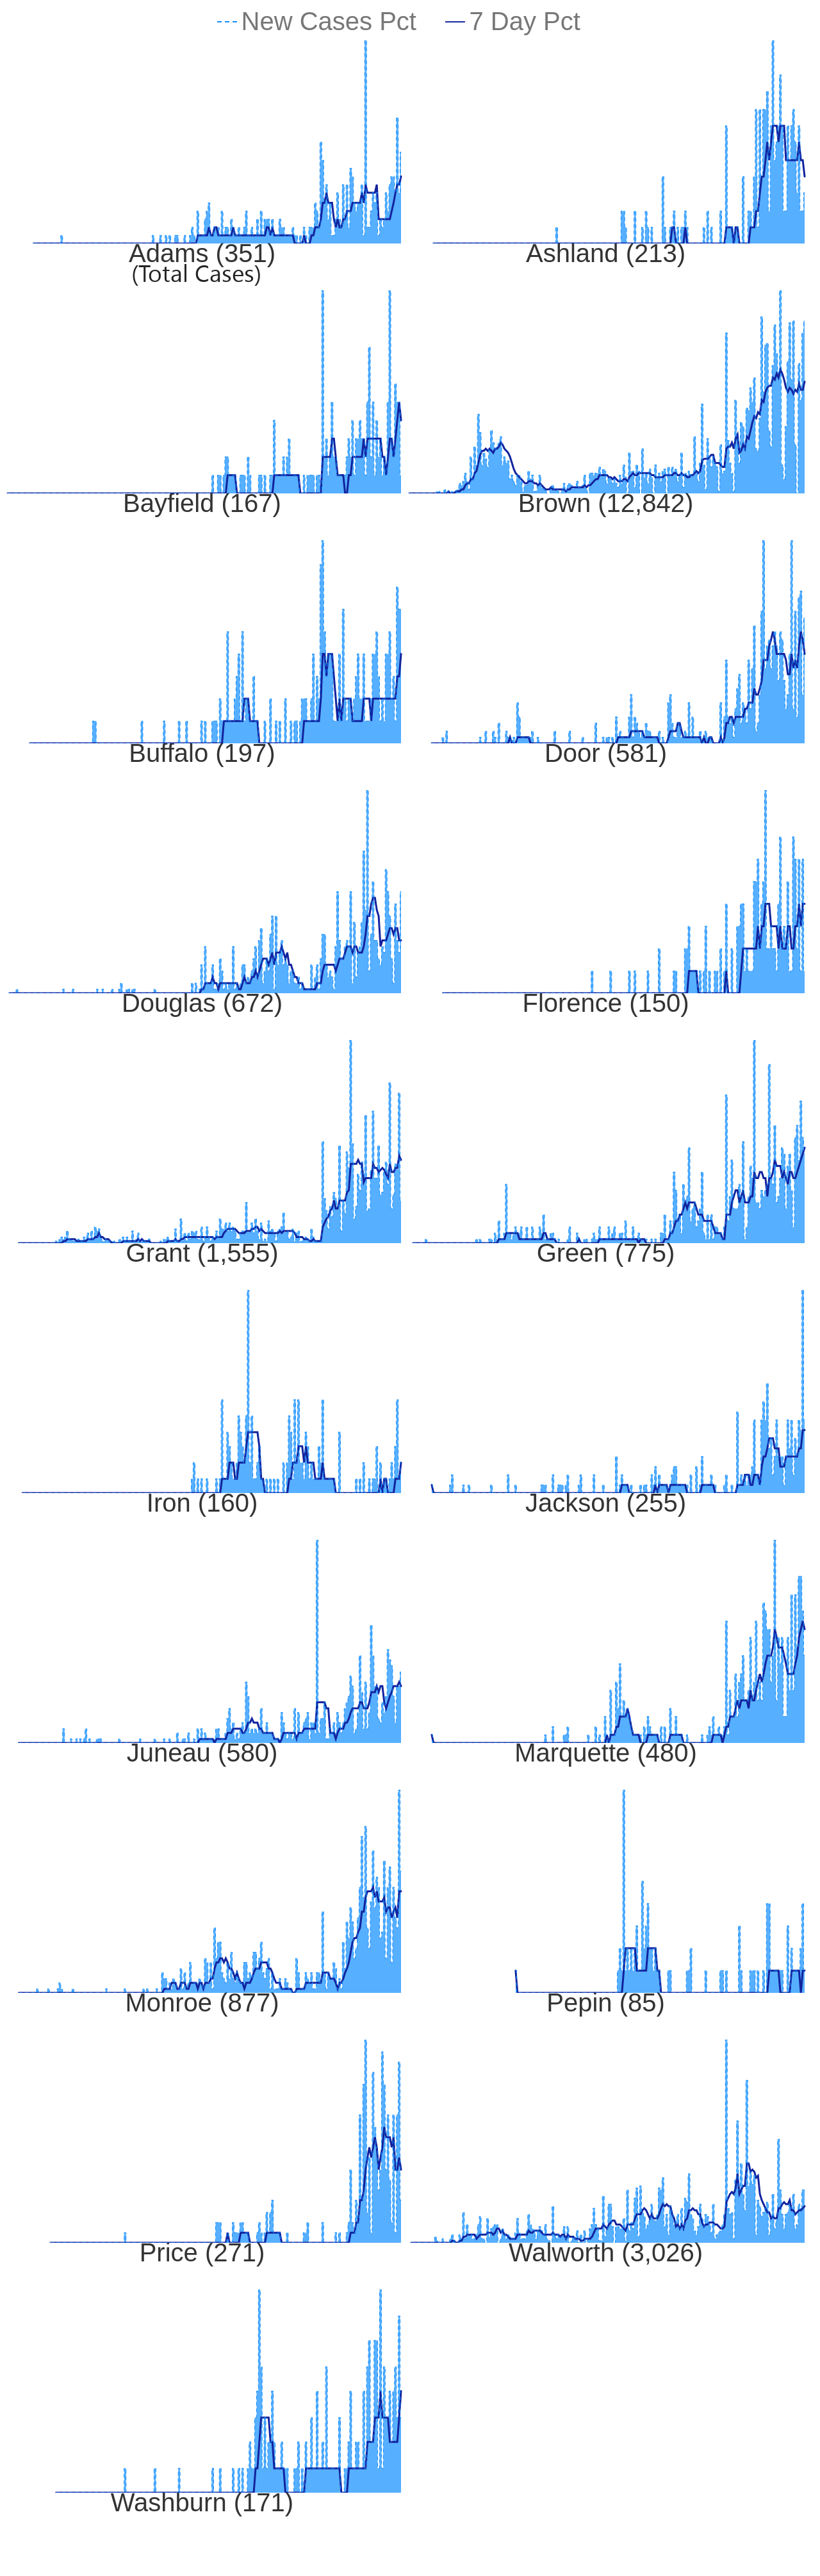 New Cases Pct 7 Day Pct
Adams (351) Ashland (213)
(Total Cases)
Bayfield (167) Brown (12,842)
Buffalo (197) Door (581)
Douglas (672) Florence (150)
Grant (1,555) Green (775)
Iron (160) Jackson (255)
Juneau (580) Marquette (480)
Monroe (877) Pepin (85)
Price (271) Walworth (3,026)
Washburn (171)